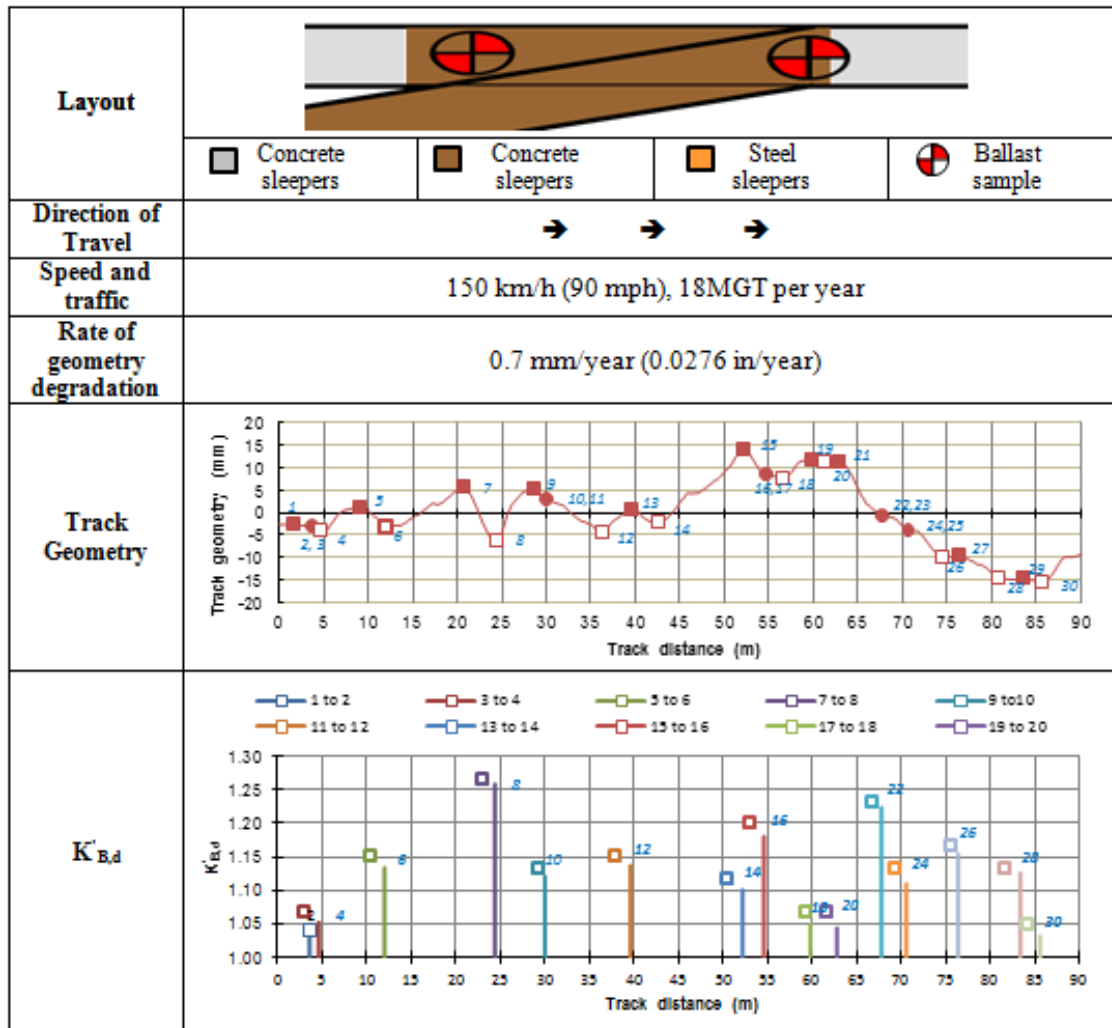 Layout
Concrete
sleepers
Concrete
sleepers
Steel
sleepers
Ballast
sample
Direction of
Travel
Speed and
traffic
150 km/h (90 mph), 18MGT per year
Rate of
geometry
degradation
0.7 mm/year (0.0276 in/year)
Track
Geometry
Track geometry (mm)
20
15
10
5
0
-5
-10
-15
-20
1
2, 3
4
5
6
7
8
9
10,11
12
13
14
15
16,17
18
19
20
21
22,23
24,25
26
27
28
29
30
0 5 10 15 20 25 30 35 40 45 50 55 60 65 70 75 80 85 90
Track distance (m)
K'B,d
1 to 2
3 to 4
5 to 6
7 to 8
9 to10
11 to 12
13 to 14
15 to 16
17 to 18
19 to 20
K'B,d
1.30
1.25
1.20
1.15
1.10
1.05
1.00
2
4
6
8
10
12
14
16
18
20
22
24
26
28
30
0 5 10 15 20 25 30 35 40 45 50 55 60 65 70 75 80 85 90
Track distance (m)